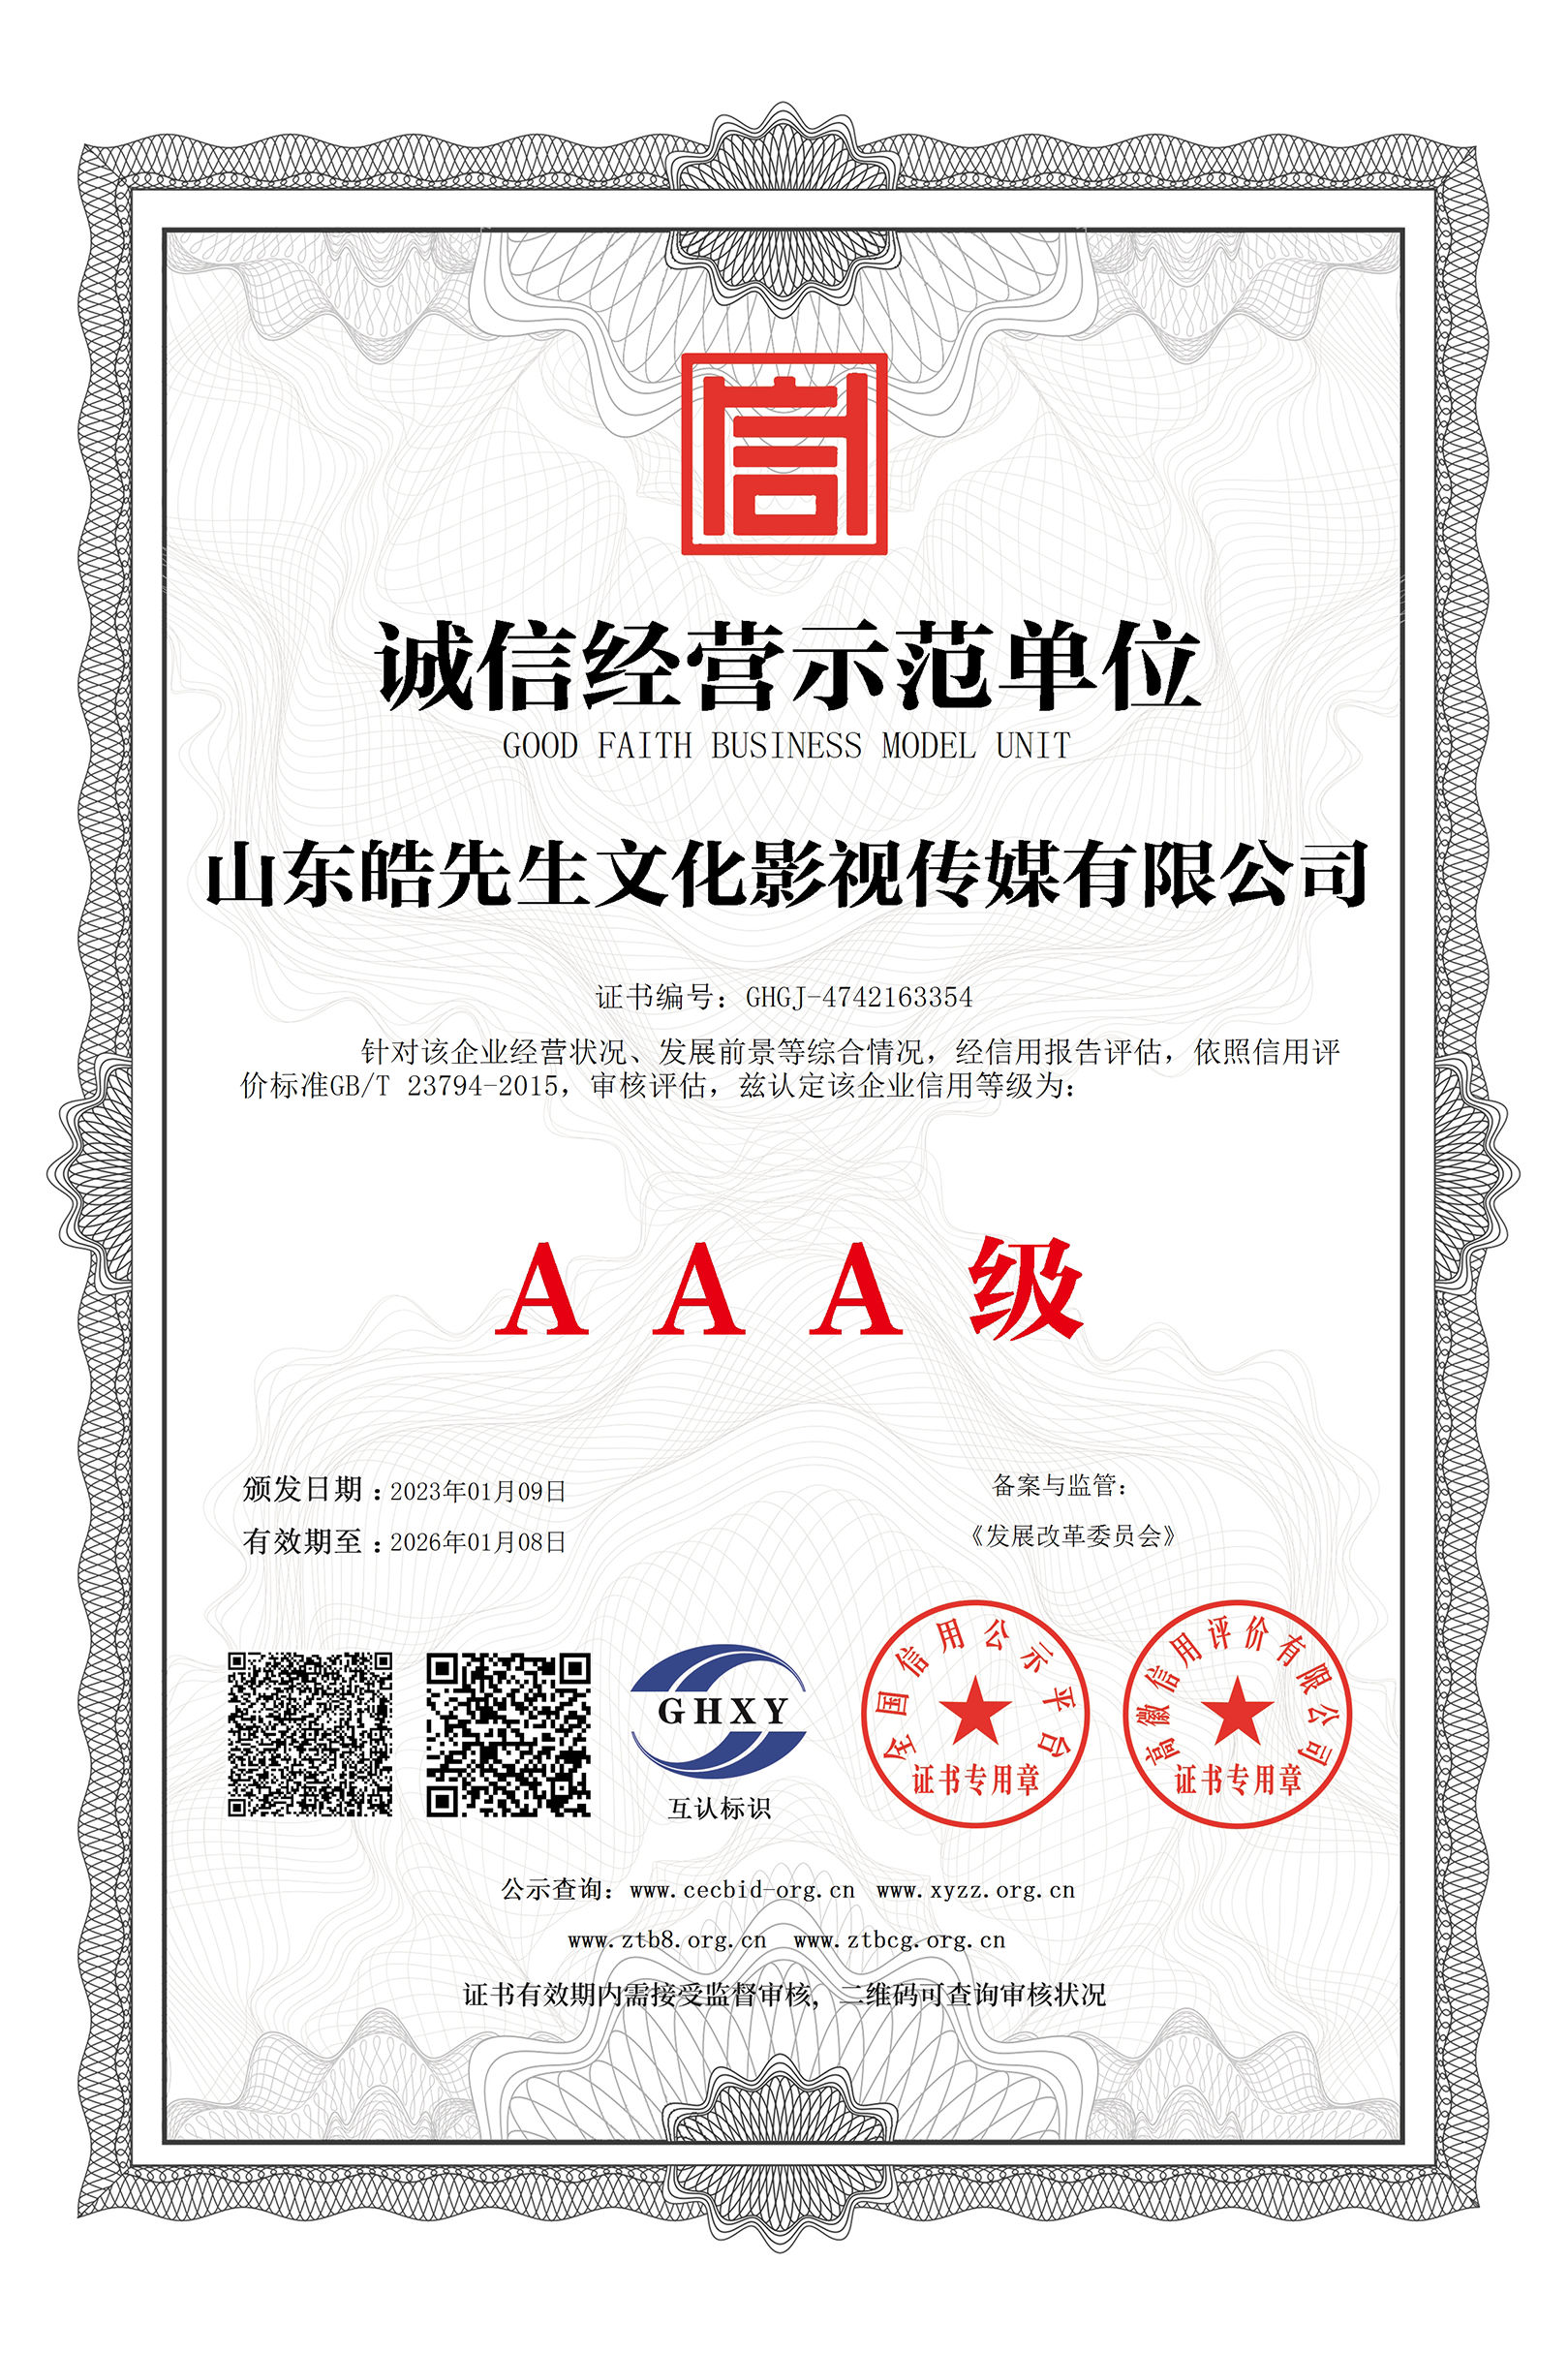 信
诚信经营示范单位
GOOD FAITH BUSINESS MODEL UNIT
山东皓先生文化影视传媒有限公司
证书编号：GHGJ-4742163354
针对该企业经营状况、发展前景等综合情况，经信用报告评估，依照信用评
价标准GB/T 23794-2015，审核评估，兹认定该企业信用等级为：
AAA级
颁发日期：2023年01月09日
有效期至：2026年01月08日
备案与监管：
《发展改革委员会》
GHXY
互认标识
全国信用公示平台
证书专用章
高徽信用评价有限公司
证书专用章
公示查询：www.cecbid-org.cn www.xyzz.org.cn
www.ztb8.org.cn www.ztbcg.org.cn
证书有效期内需接受监督审核，二维码可查询审核状况